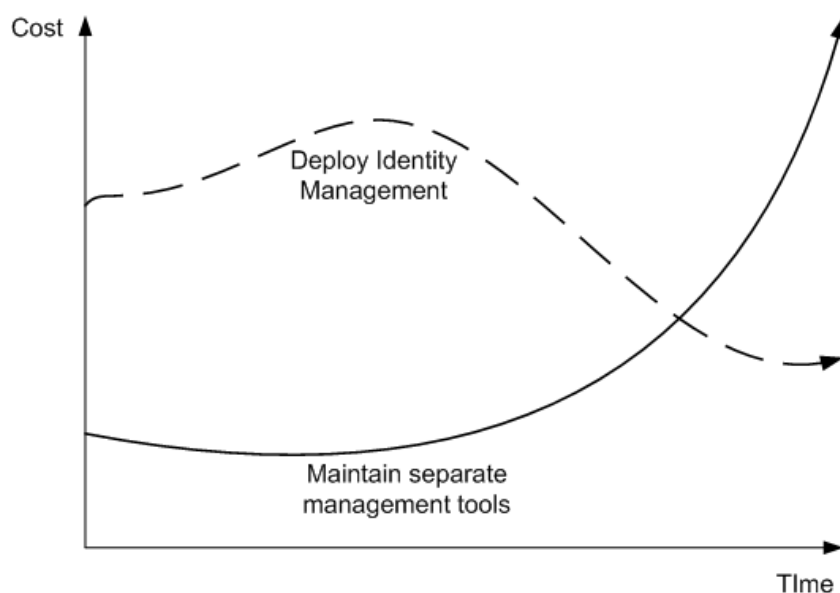 Cost
Deploy Identity
Management
Maintain separate
management tools
TIme